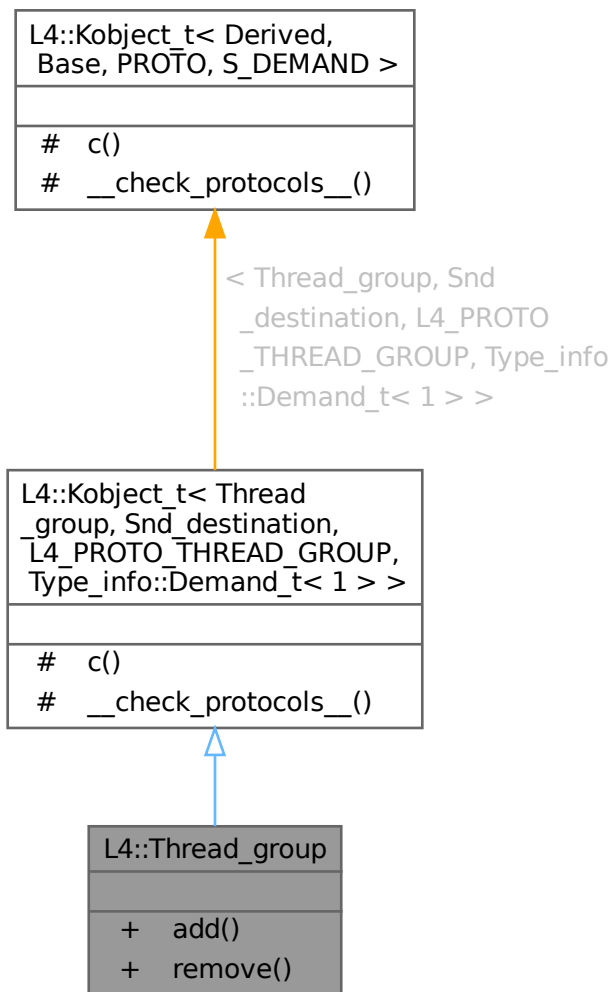 L4::Kobject_t< Derived,
Base, PROTO, S_DEMAND >
# c()
# __check_protocols__()
< Thread_group, Snd
_destination, L4_PROTO
_THREAD_GROUP, Type_info
::Demand_t< 1 > >
L4::Kobject_t< Thread
_group, Snd_destination,
L4_PROTO_THREAD_GROUP,
Type_info::Demand_t< 1 > >
# c()
# __check_protocols__()
L4::Thread_group
+ add()
+ remove()